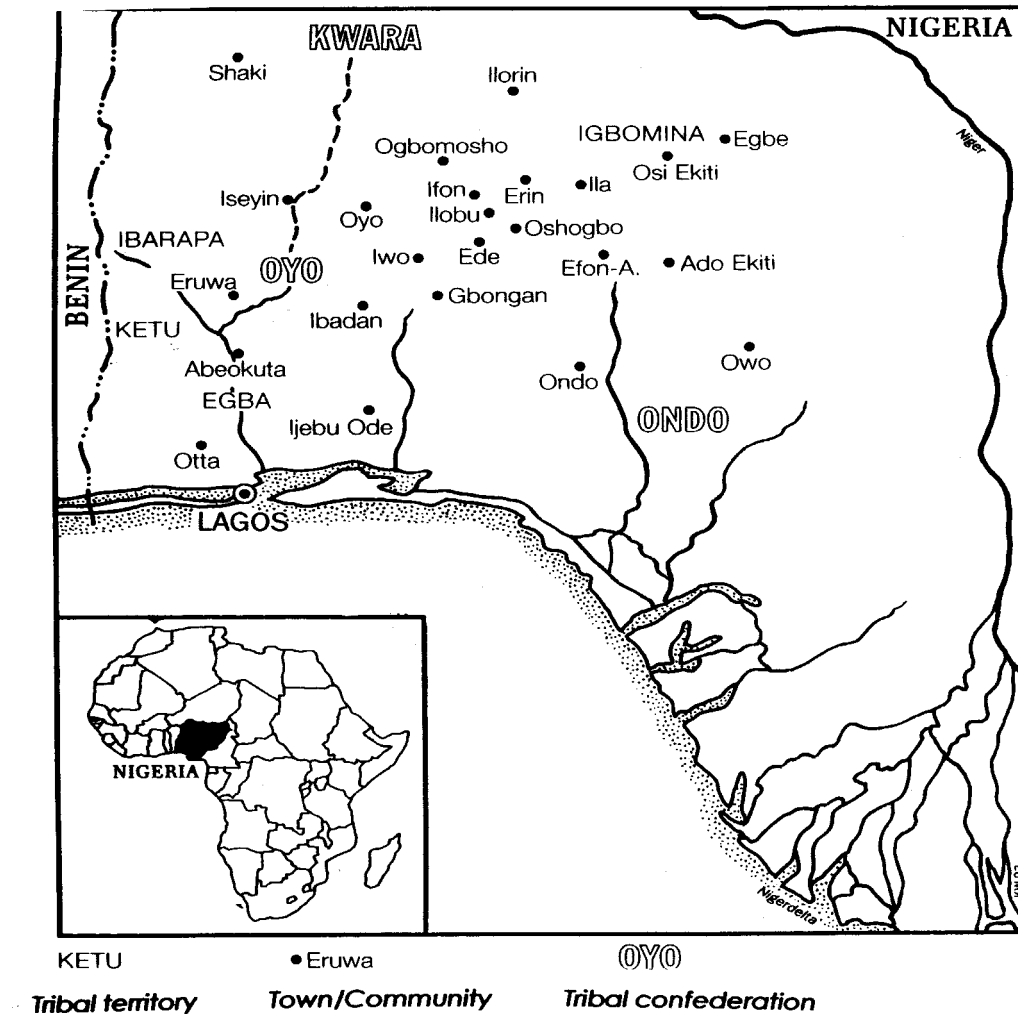 KWARA
NIGERIA
Shaki
Ilorin
Niger
IGBOMINA
Egbe
Ogbomosho
Osi Ekiti
Ifon
Erin
Ila
Iseyin
Oyo
Ilobu
Oshogbo
IBARAPA
BENIN
OYO
Iwo
Ede
Efon-A.
Ado Ekiti
Eruwa
Gbongan
Ibadan
KETU
Abeokuta
Ondo
Owo
EGBA
ONDO
Ijebu Ode
Otta
LAGOS
NIGERIA
Nigerdelta
KETU
Eruwa
OYO
Tribal territory
Town/Community
Tribal confederation